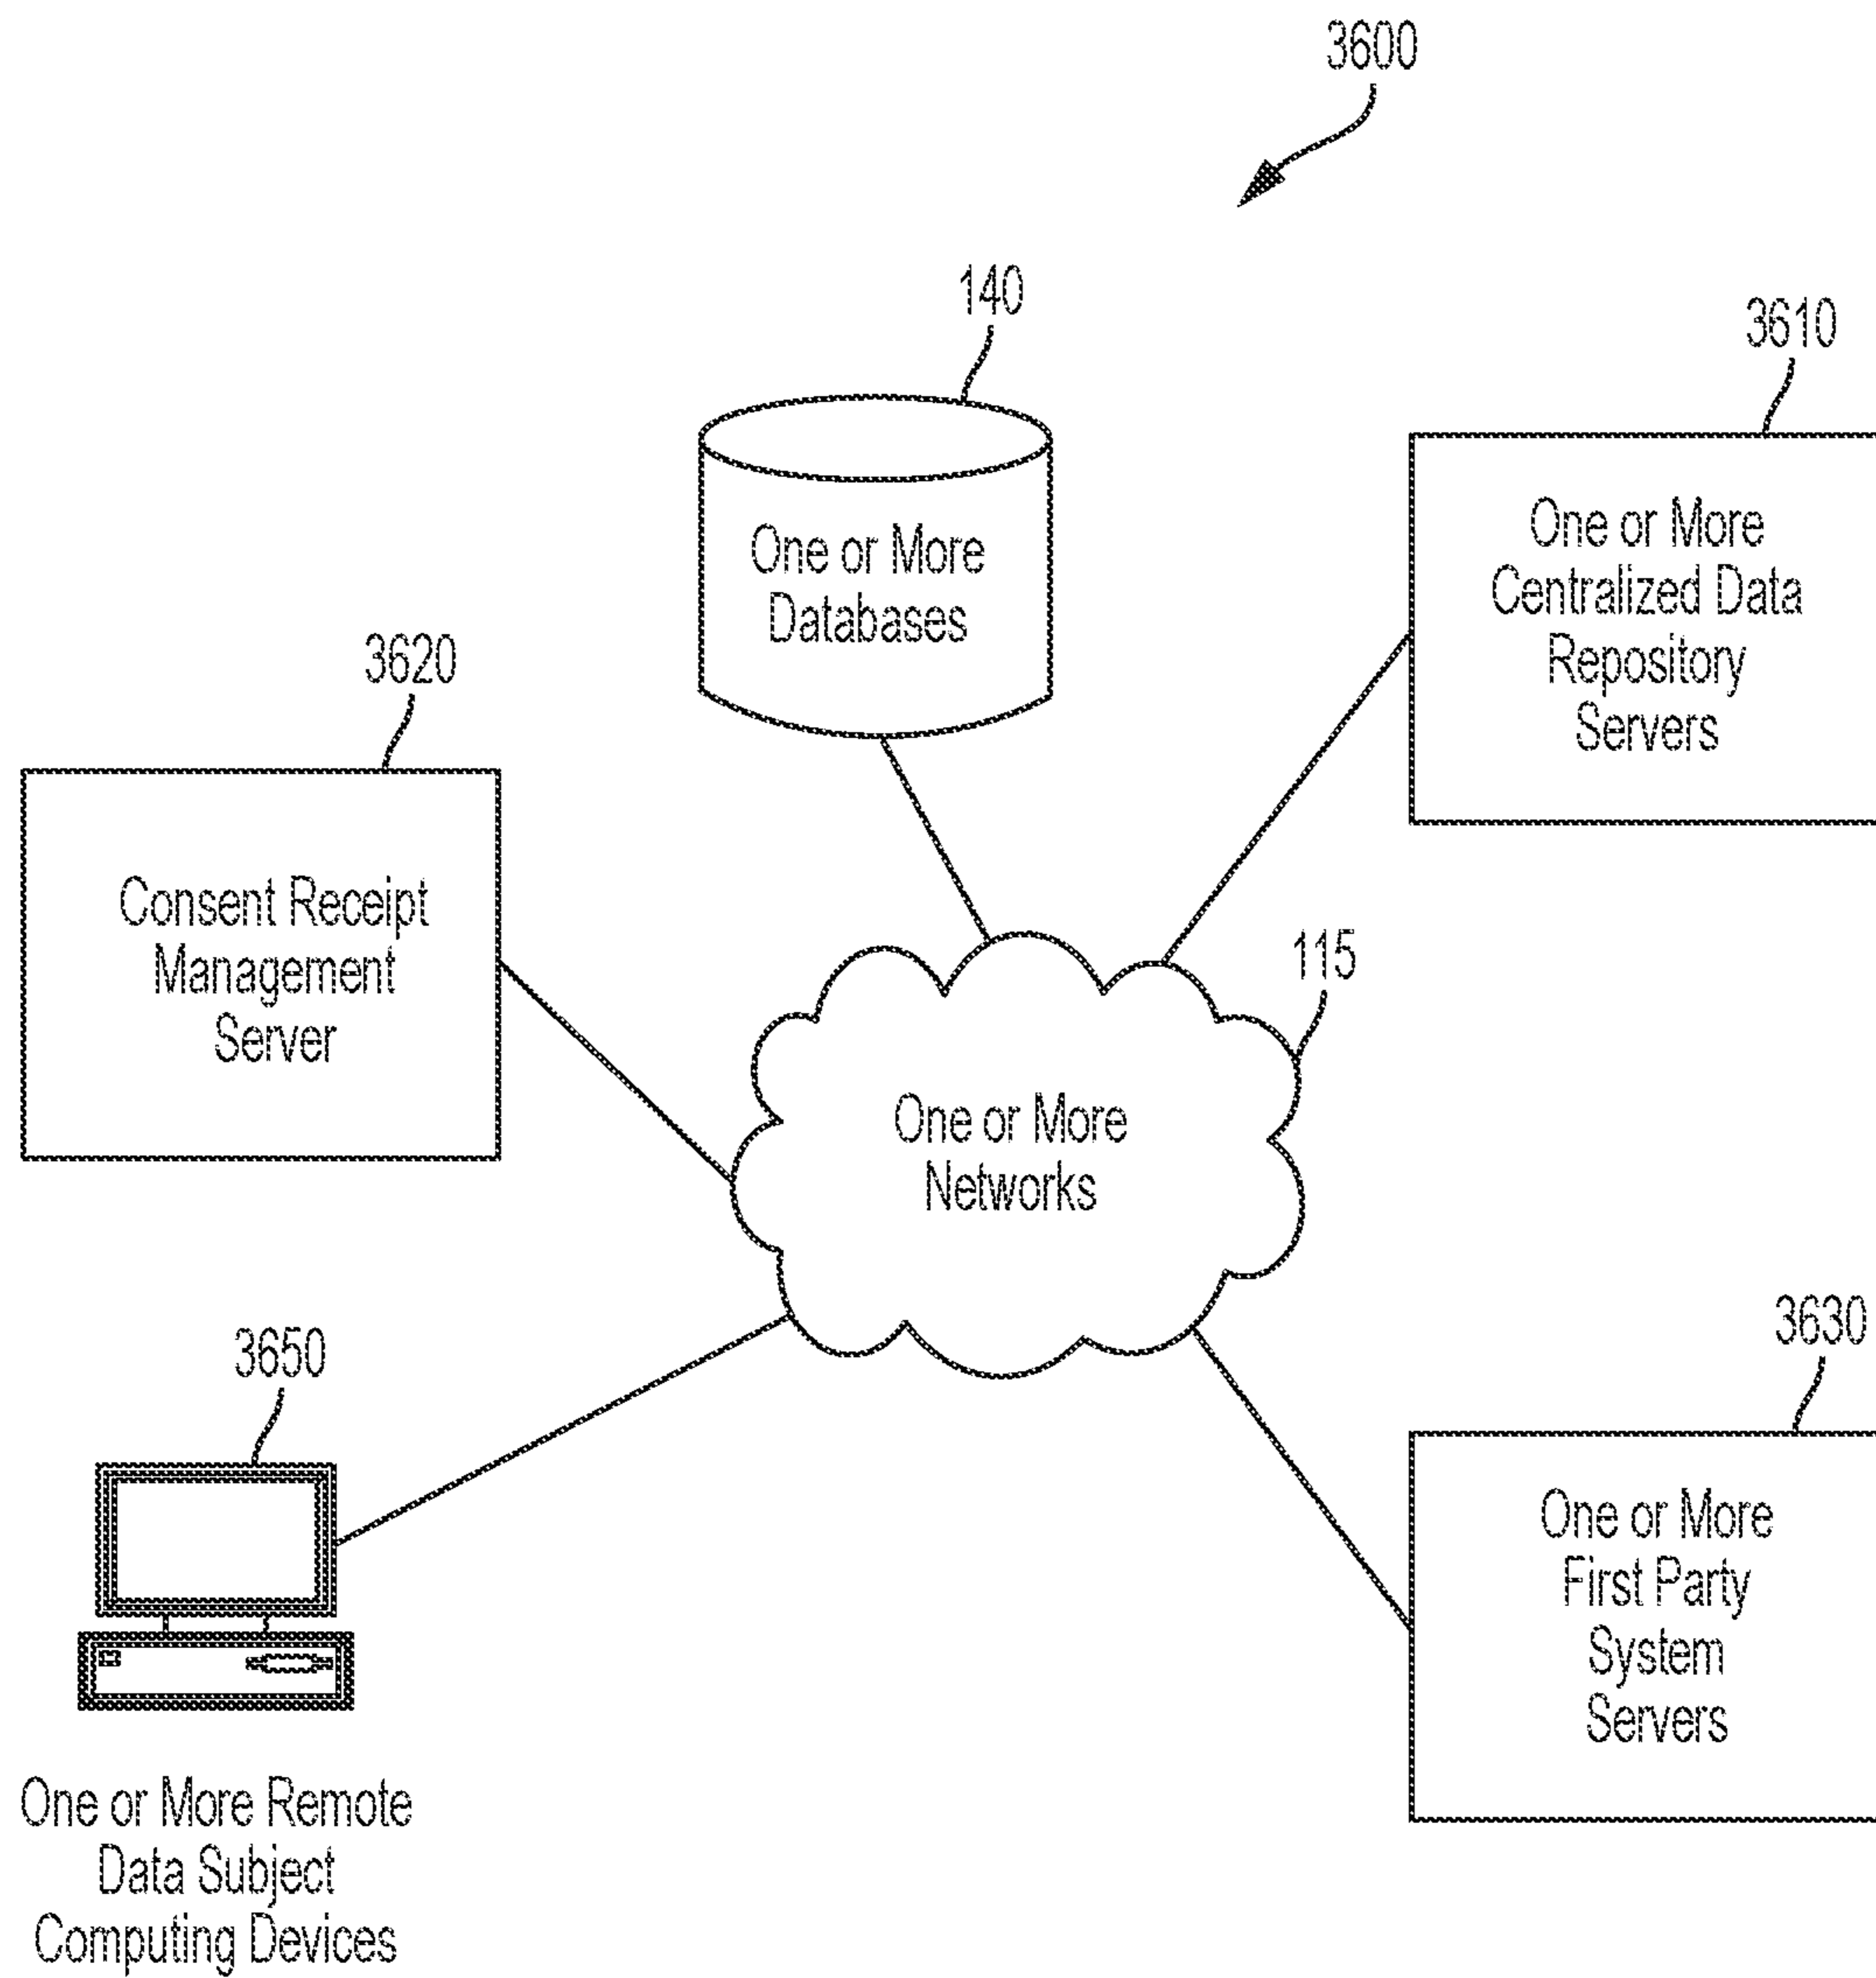 3600
140
One or More
Databases
3610
One or More
Centralized Data
Repository
Servers
3620
Consent Receipt
Management
Server
115
One or More
Networks
3650
One or More Remote
Data Subject
Computing Devices
3630
One or More
First Party
System
Servers